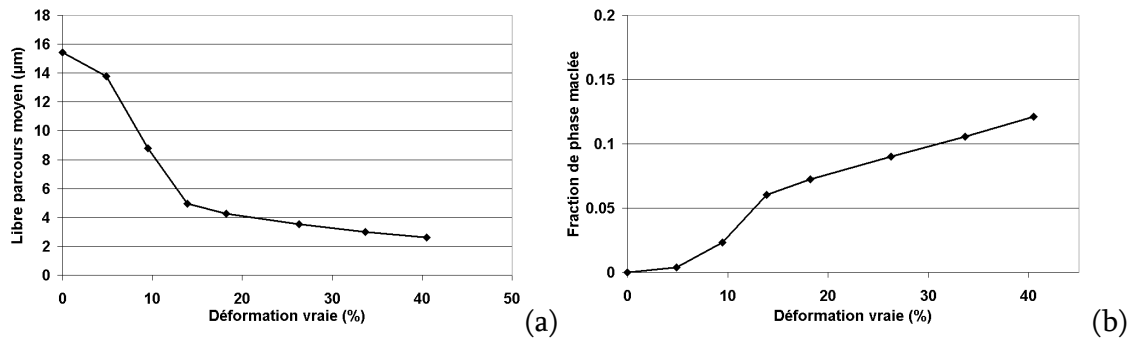 Libre parcours moyen (µm)
18
16
14
12
10
8
6
4
2
0
0 10 20 30 40 50
Déformation vraie (%)
(a)
Fraction de phase maclée
0.2
0.15
0.1
0.05
0
0 10 20 30 40
Déformation vraie (%)
(b)